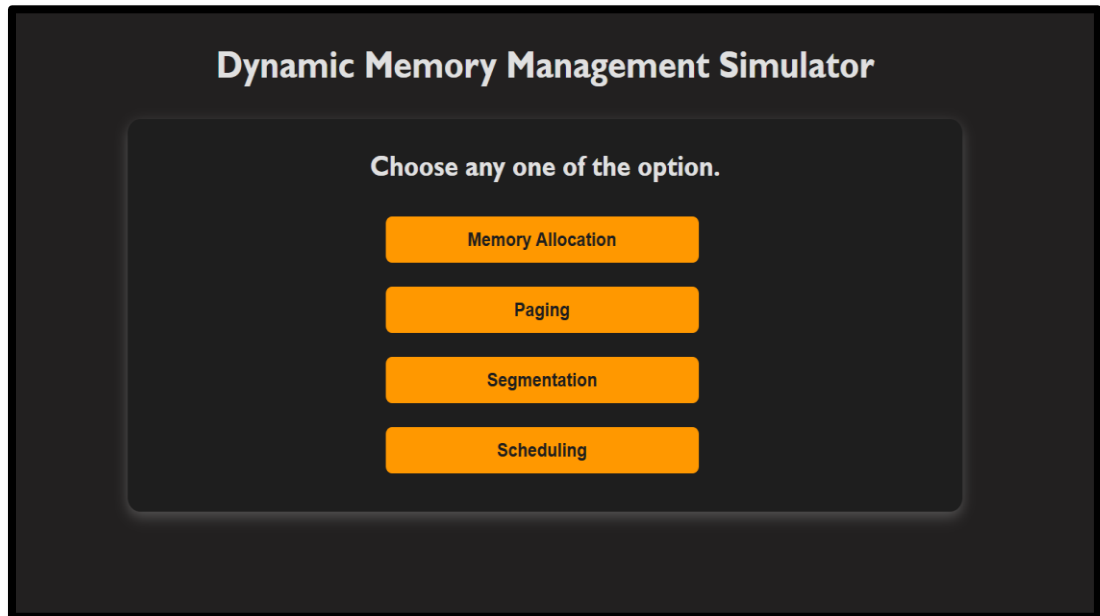 Dynamic Memory Management Simulator
Choose any one of the option.
Memory Allocation
Paging
Segmentation
Scheduling